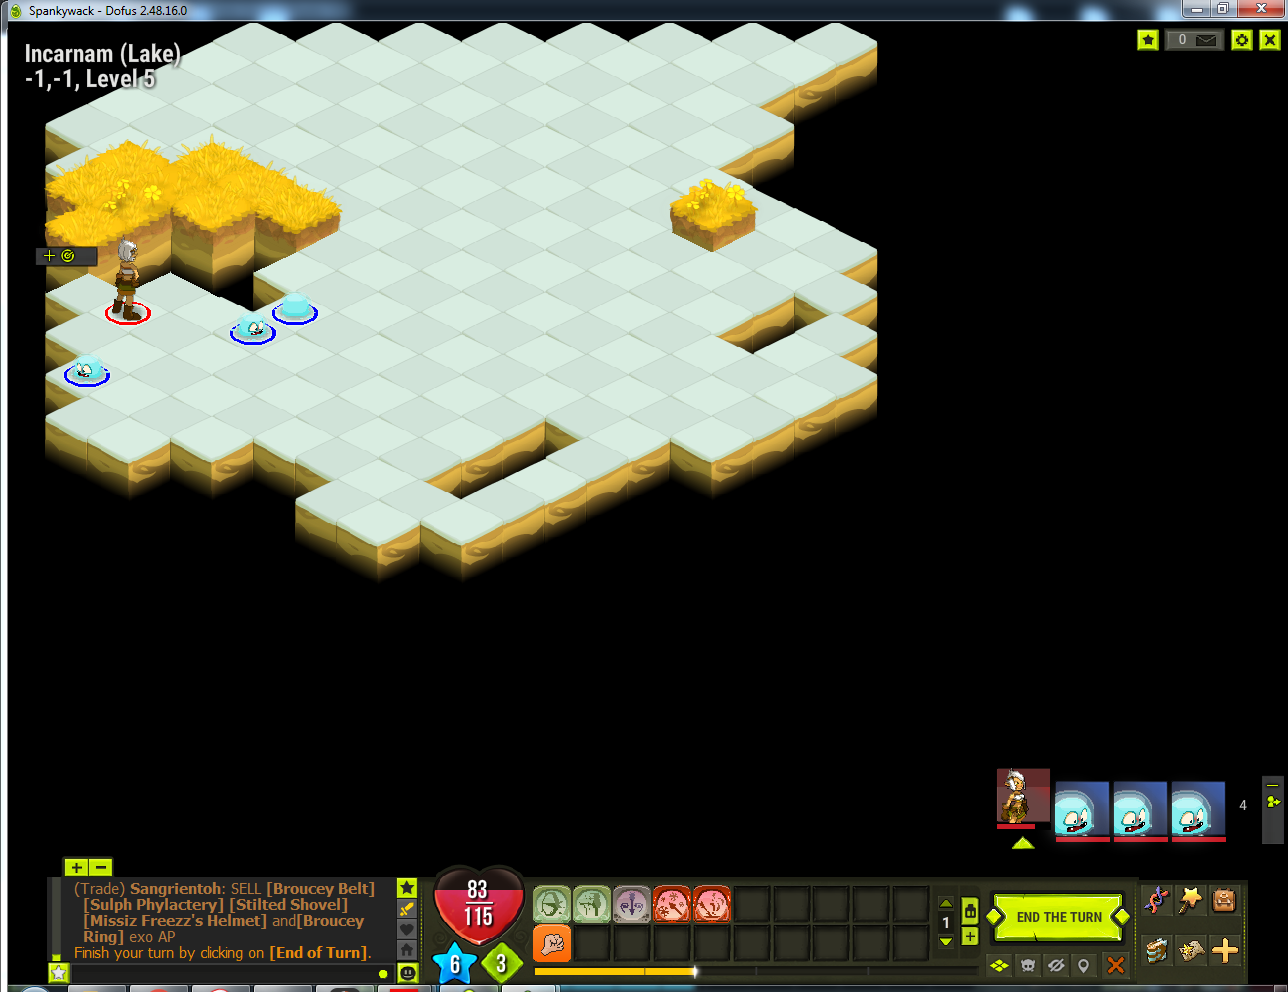 Spankywack - Dofus 2.48.16.0
Incarnam (Lake)
-1,-1, Level 5
0
4
(Trade) Sangrientoh: SELL [Broucey Belt]
[Sulph Phylactery] [Stilted Shovel]
[Missiz Freezz's Helmet] and[Broucey
Ring] exo AP
Finish your turn by clicking on [End of Turn].
83
115
6
3
1
END THE TURN